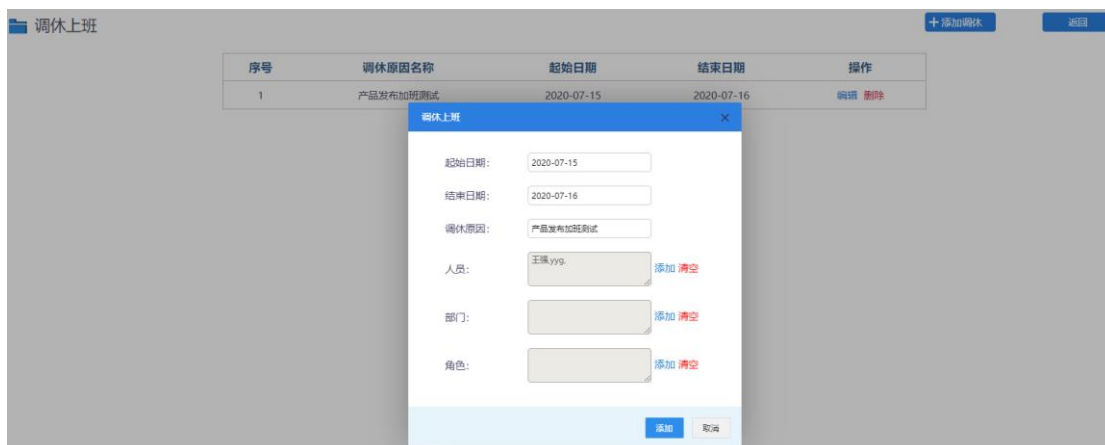 调休上班
添加调休
返回
序号 调休原因名称 起始日期 结束日期 操作
1 产品发布加班测试 2020-07-15 2020-07-16 编辑 删除
调休上班
起始日期: 2020-07-15
结束日期: 2020-07-16
调休原因: 产品发布加班测试
人员: yyg, 添加 清空
部门: 添加 清空
角色: 添加 清空
添加 取消